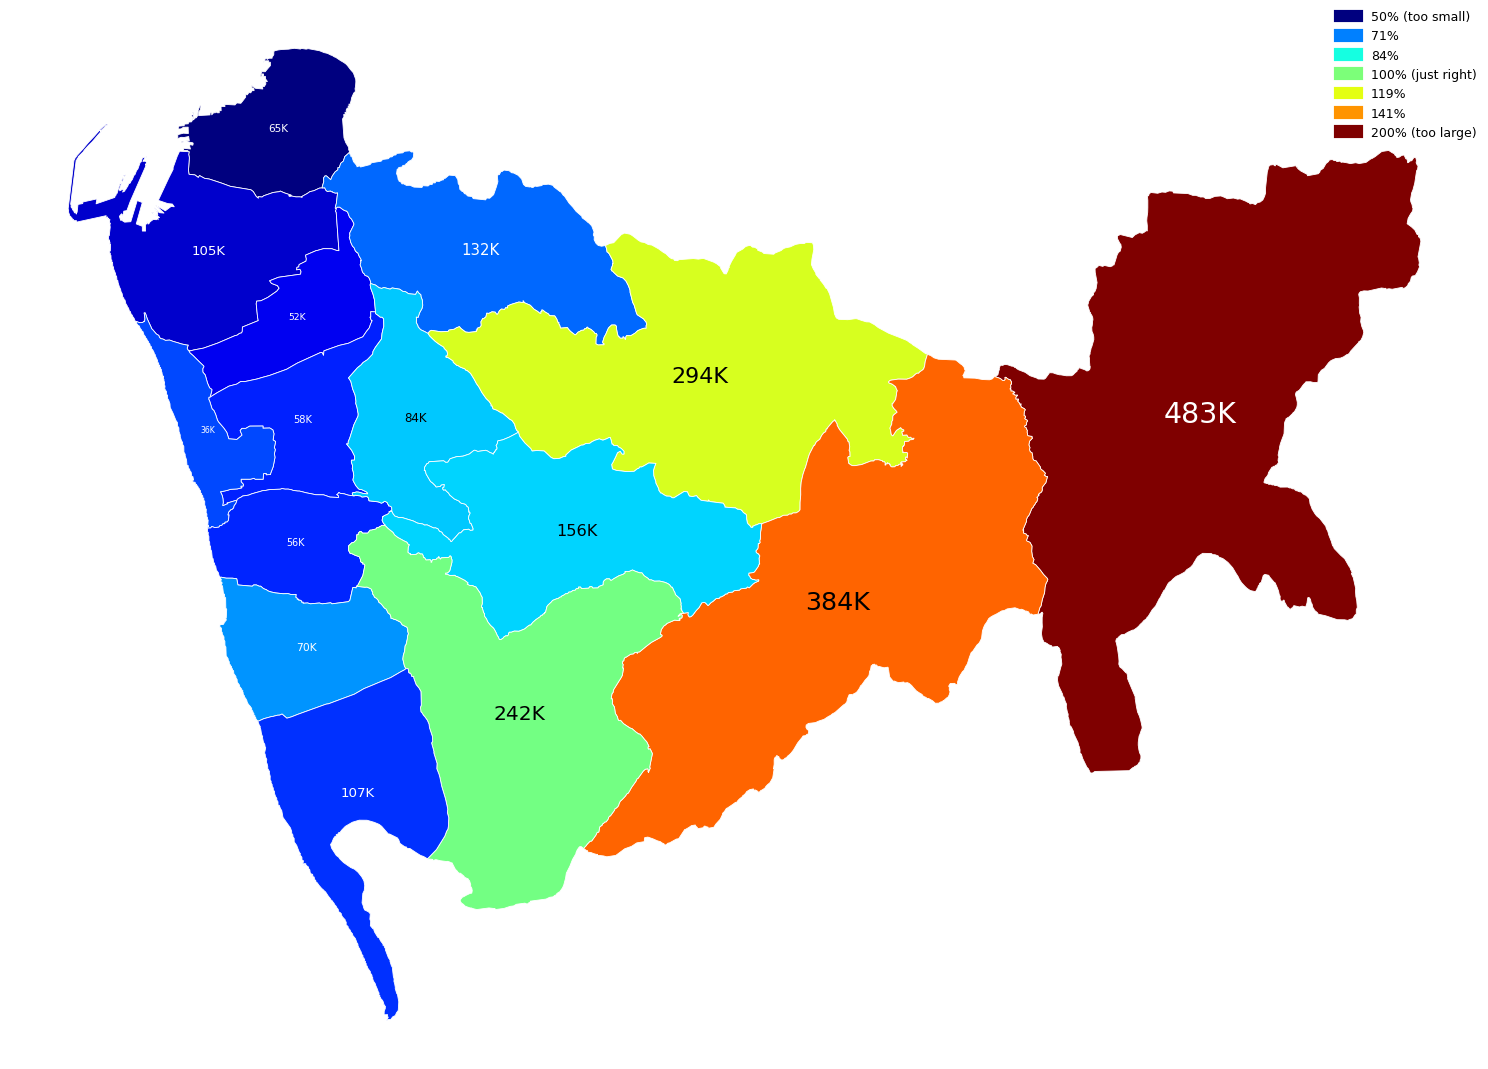 50% (too small)
71%
84%
100% (just right)
119%
141%
200% (too large)
65K
105K
132K
52K
294K
84K
483K
58K
36K
156K
56K
384K
70K
242K
107K